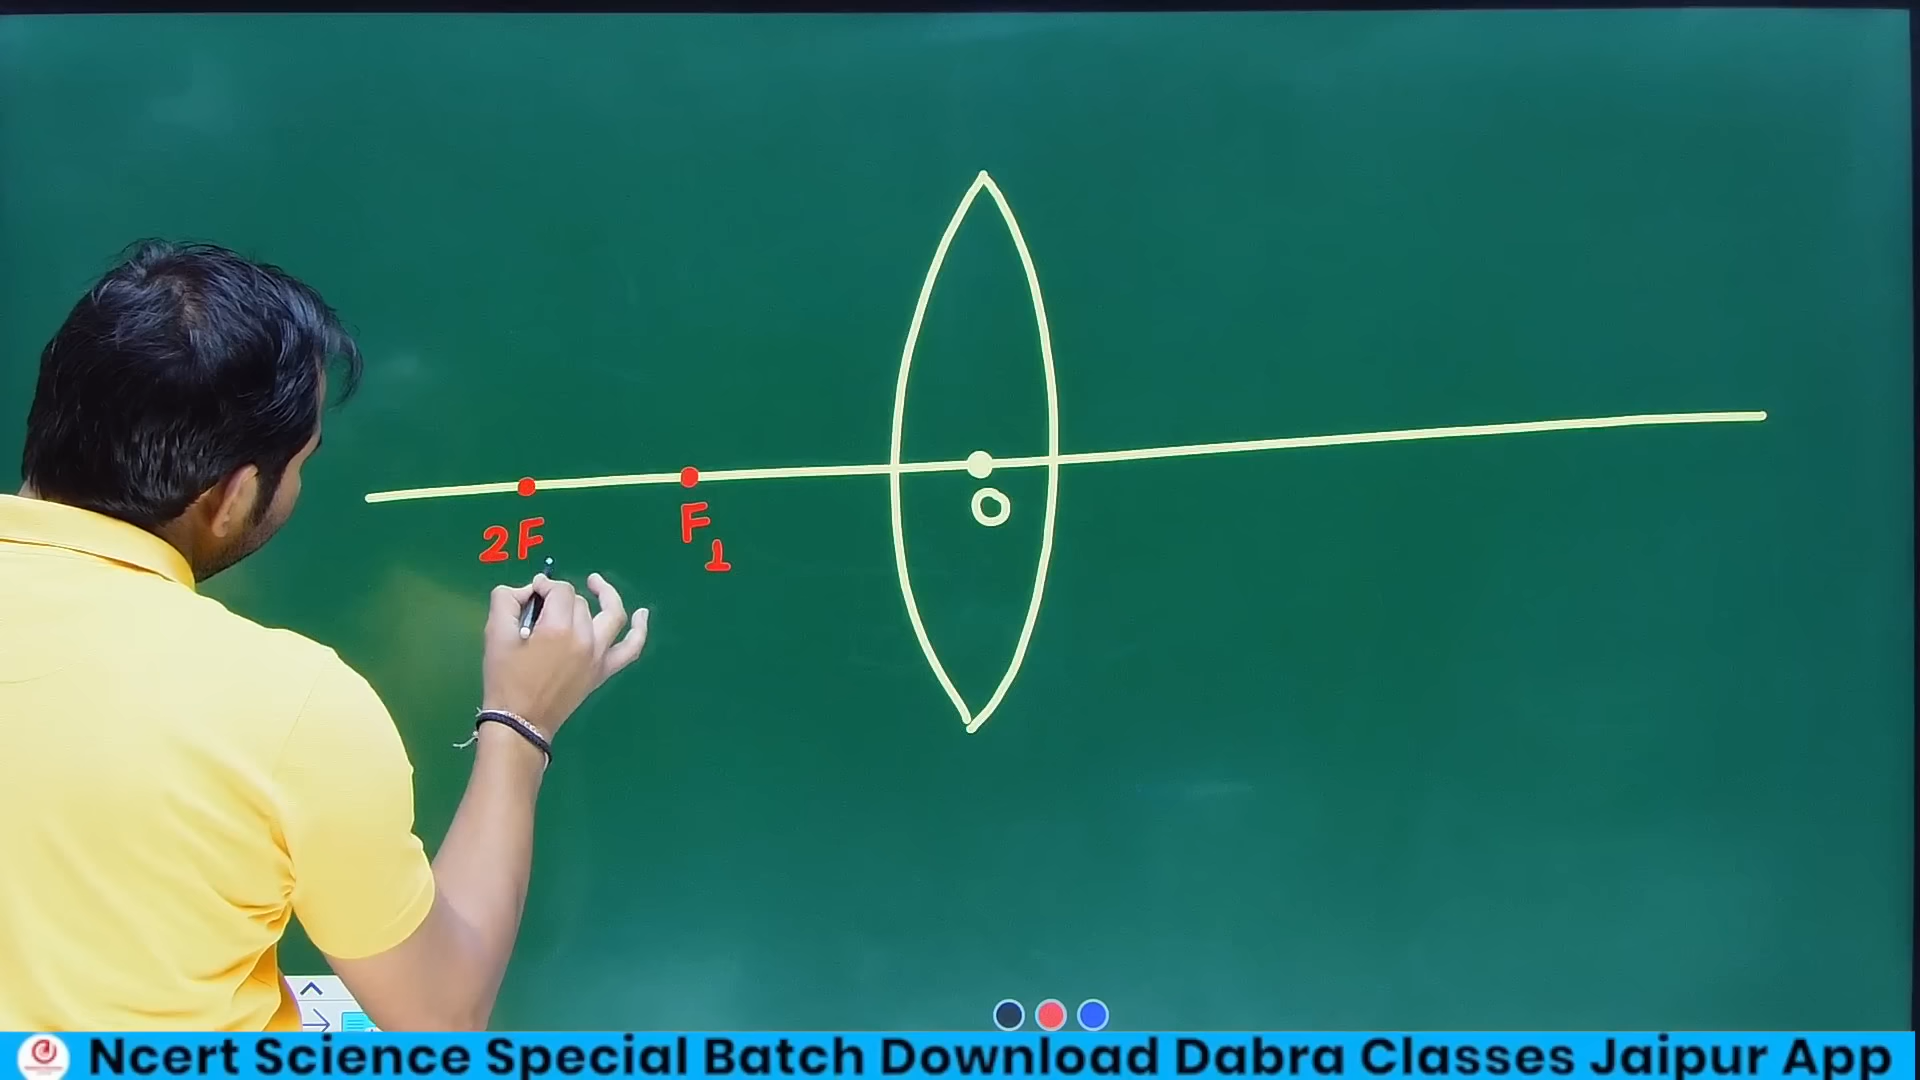 O
2F
F1
Ncert Science Special Batch Download Dabra Classes Jaipur App